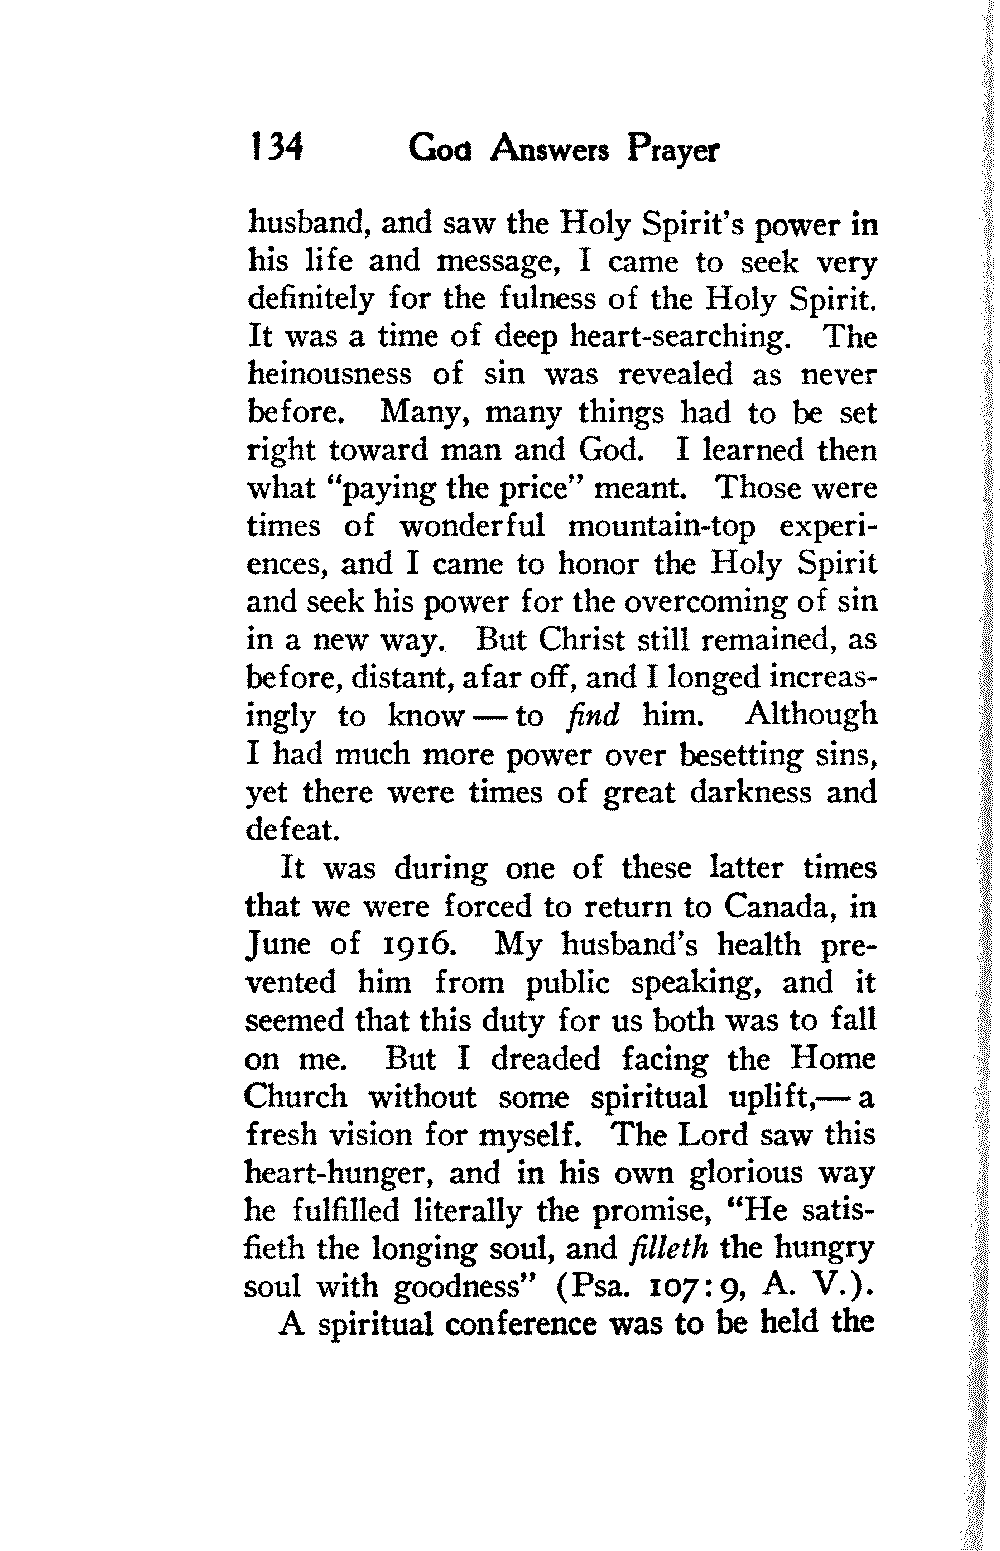 134 God Answers Prayer
husband, and saw the Holy Spirit's power in
his life and message, I came to seek very
definitely for the fulness of the Holy Spirit.
It was a time of deep heart-searching. The
heinousness of sin was revealed as never
before. Many, many things had to be set
right toward man and God. I learned then
what “paying the price” meant. Those were
times of wonderful mountain-top experi-
ences, and I came to honor the Holy Spirit
and seek his power for the overcoming of sin
in a new way. But Christ still remained, as
before, distant, afar off, and I longed increas-
ingly to know — to find him. Although
I had much more power over besetting sins,
yet there were times of great darkness and
defeat.
It was during one of these latter times
that we were forced to return to Canada, in
June of 1916. My husband's health pre-
vented him from public speaking, and it
seemed that this duty for us both was to fall
on me. But I dreaded facing the Home
Church without some spiritual uplift,— a
fresh vision for myself. The Lord saw this
heart-hunger, and in his own glorious way
he fulfilled literally the promise, “He satis-
fieth the longing soul, and filleth the hungry
soul with goodness” (Psa. 107:9, A. V.).
A spiritual conference was to be held the